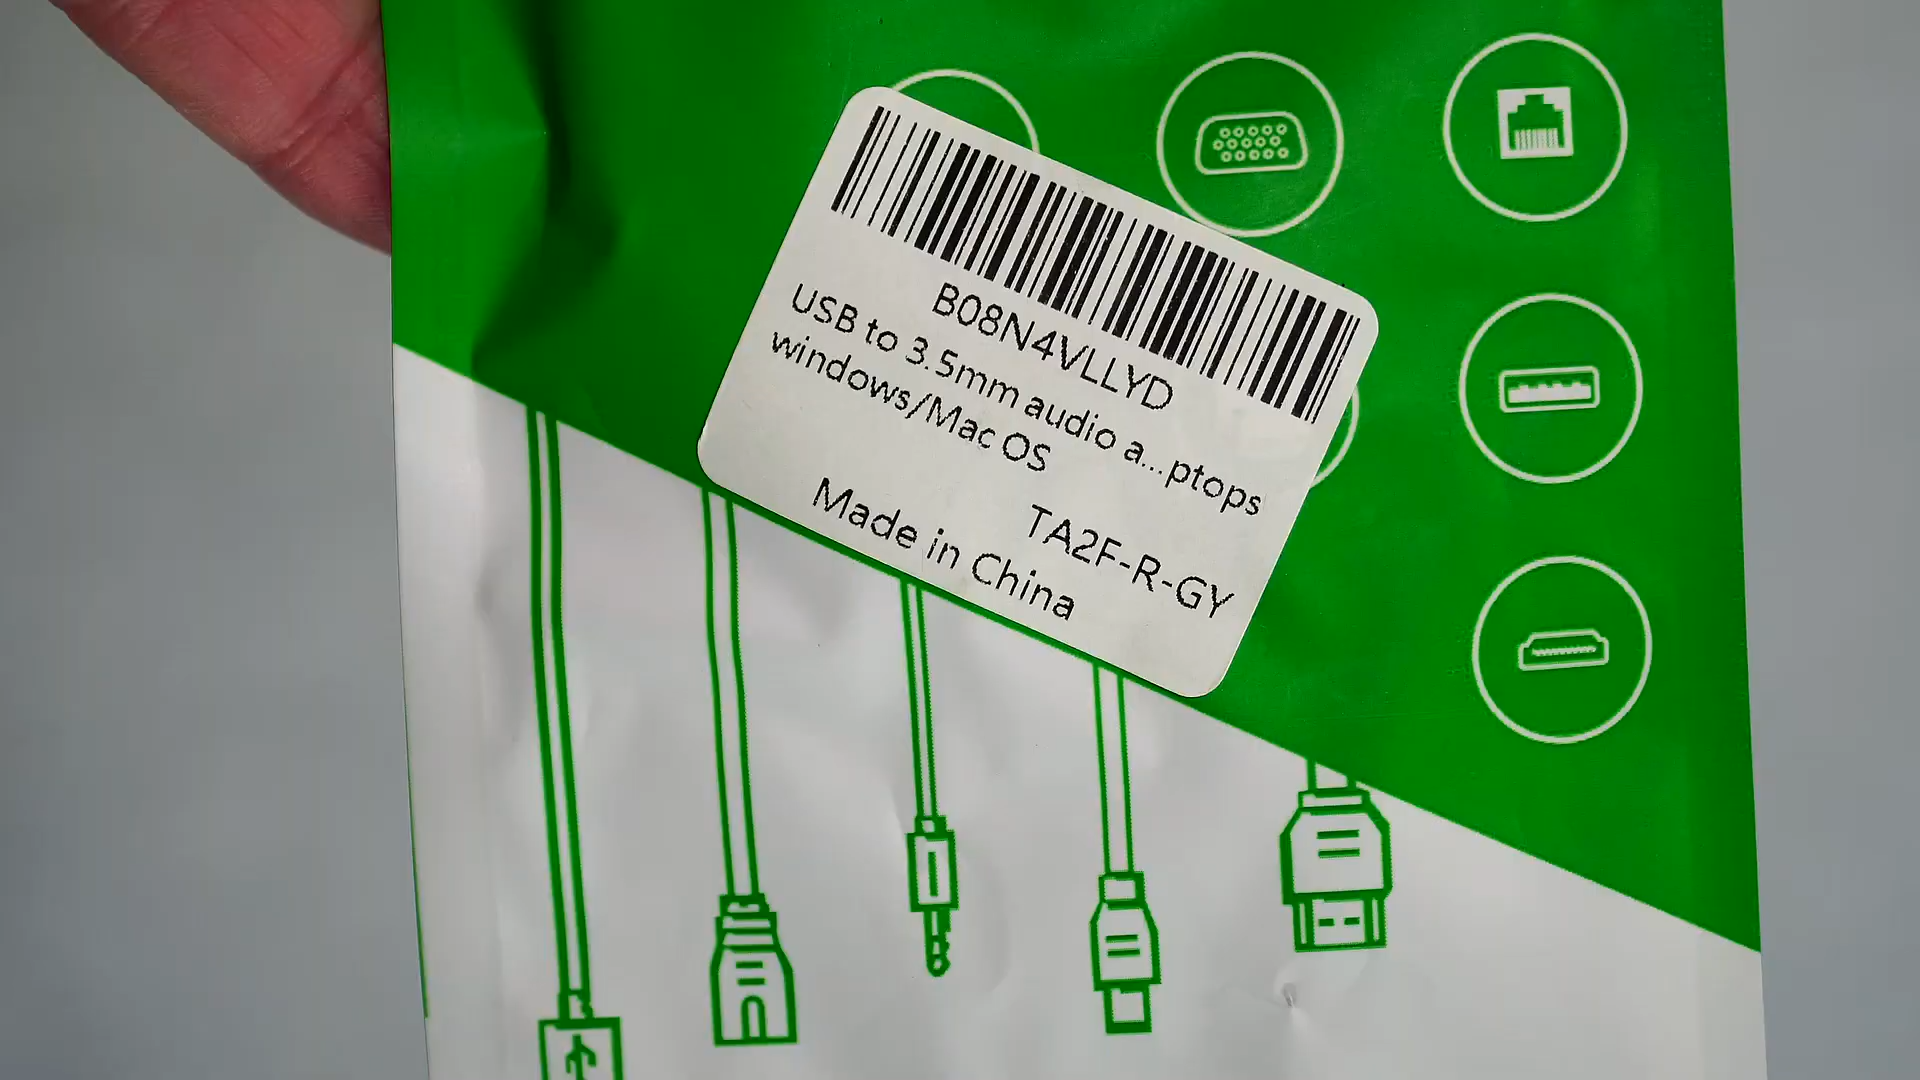 B08N4VLLYD
USB to 3.5mm audio a...ptops
windows/Mac OS
TA2F-R-GY
Made in China